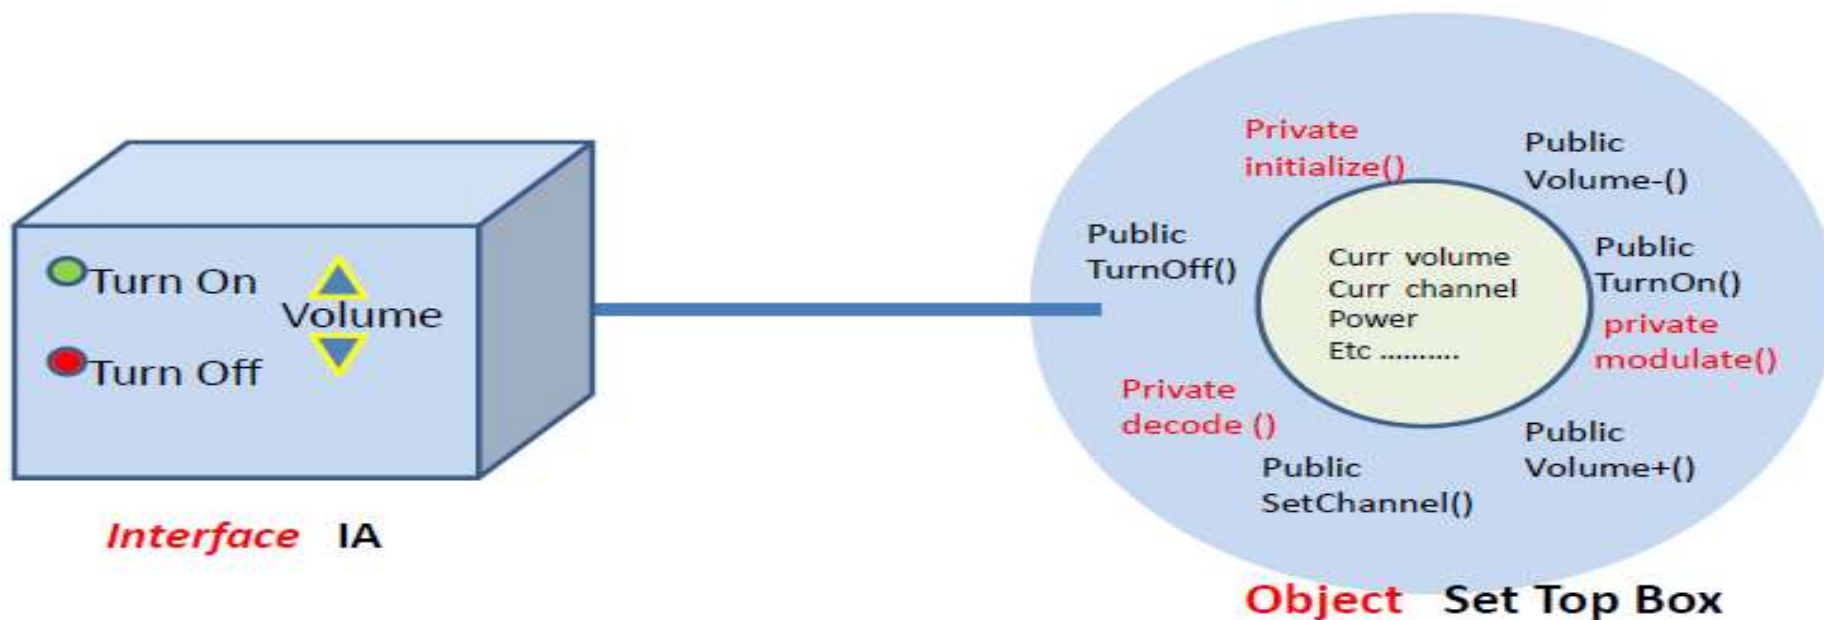 Turn On
Volume
Turn Off
Interface IA
Private
initialize()
Public
Volume-()
Public
TurnOff()
Curr volume
Curr channel
Power
Etc ..........
Public
TurnOn()
private
modulate()
Private
decode ()
Public
SetChannel()
Public
Volume+()
Object Set Top Box